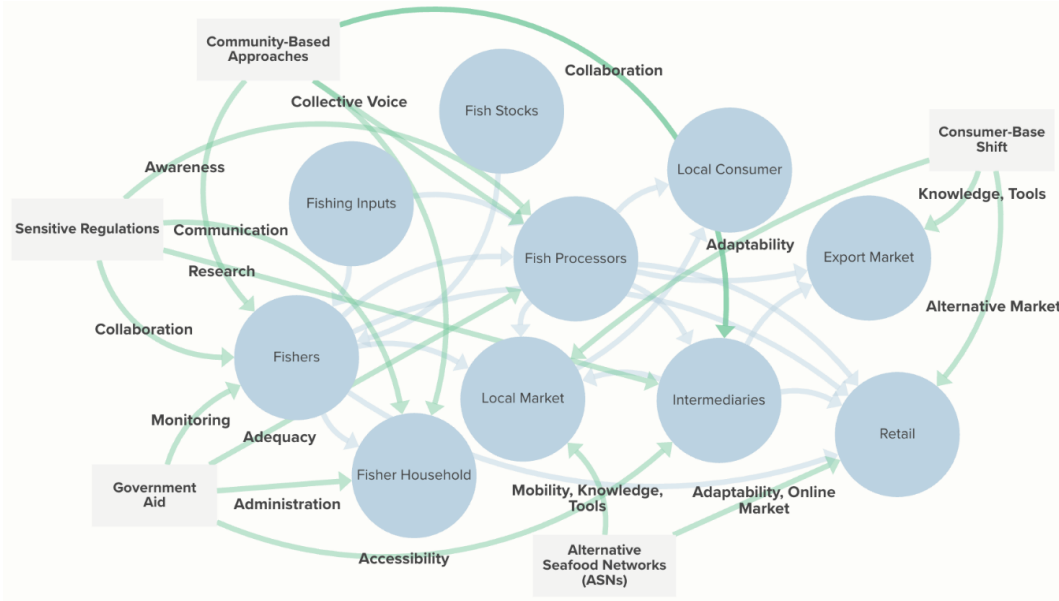 Community-Based
Approaches
Collaboration
Collective Voice
Fish Stocks
Consumer-Base
Shift
Awareness
Local Consumer
Knowledge, Tools
Fishing Inputs
Sensitive Regulations
Communication
Adaptability
Fish Processors
Export Market
Research
Alternative Market
Collaboration
Fishers
Local Market
Intermediaries
Monitoring
Retail
Adequacy
Fisher Household
Government
Aid
Administration
Mobility, Knowledge,
Tools
Adaptability, Online
Market
Accessibility
Alternative
Seafood Networks
(ASNs)